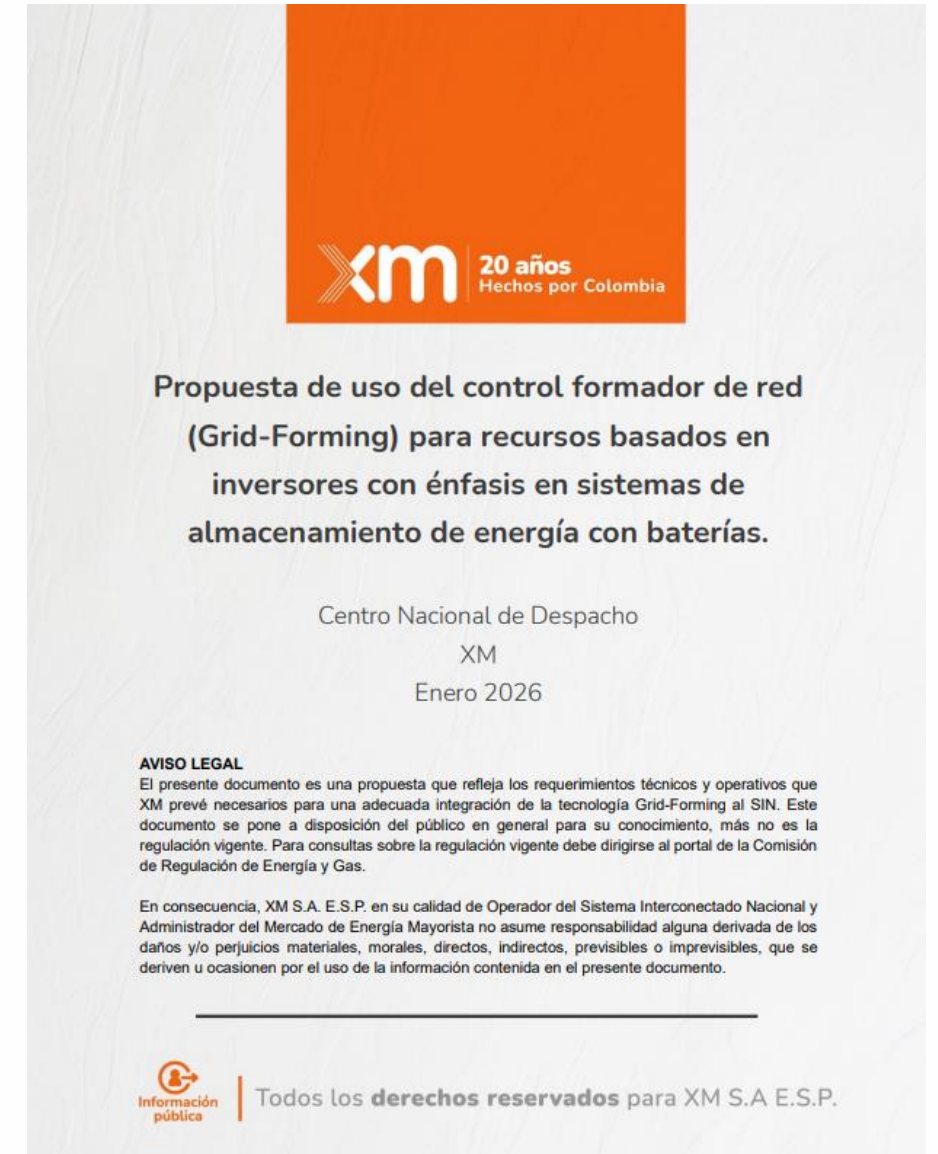 xm
20 años
Hechos por Colombia
Propuesta de uso del control formador de red
(Grid-Forming) para recursos basados en
inversores con énfasis en sistemas de
almacenamiento de energía con baterías.
Centro Nacional de Despacho
XM
Enero 2026
AVISO LEGAL
El presente documento es una propuesta que refleja los requerimientos técnicos y operativos que
XM prevé necesarios para una adecuada integración de la tecnología Grid-Forming al SIN. Este
documento se pone a disposición del público en general para su conocimiento, más no es la
regulación vigente. Para consultas sobre la regulación vigente debe dirigirse al portal de la Comisión
de Regulación de Energía y Gas.
En consecuencia, XM S.A. E.S.P. en su calidad de Operador del Sistema Interconectado Nacional y
Administrador del Mercado de Energía Mayorista no asume responsabilidad alguna derivada de los
daños y/o perjuicios materiales, morales, directos, indirectos, previsibles o imprevisibles, que se
deriven u ocasionen por el uso de la información contenida en el presente documento.
Información
pública
Todos los derechos reservados para XM S.A E.S.P.